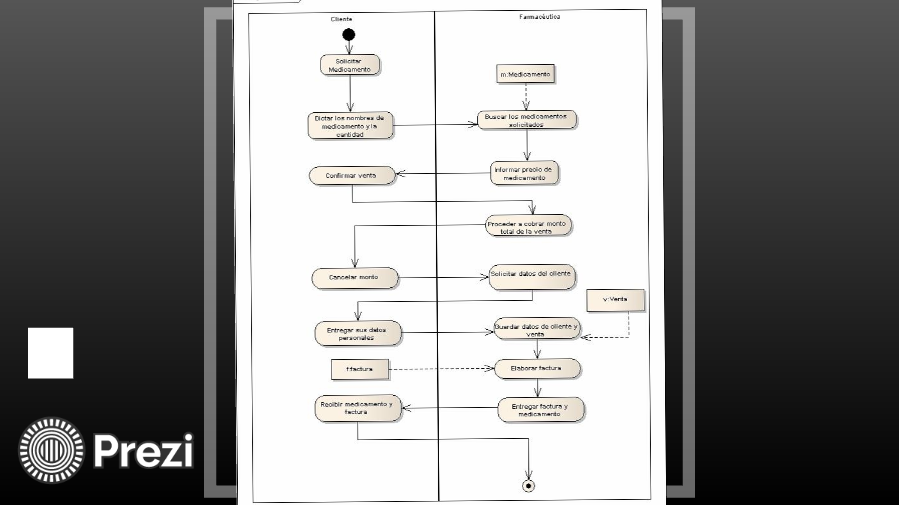 Cliente
Farmacéutica
Solicitar
Medicamento
m:Medicamento
Dictar los nombres de
medicamento y la
cantidad
Buscar los medicamentos
solicitados
Confirmar venta
Informar precio de
medicamento
Proceder a cobrar monto
total de la venta
Cancelar monto
Solicitar datos del cliente
v:Venta
Entregar sus datos
personales
Guardar datos de cliente y
venta
f:factura
Elaborar factura
Recibir medicamento y
factura
Entregar factura y
medicamento
Prezi